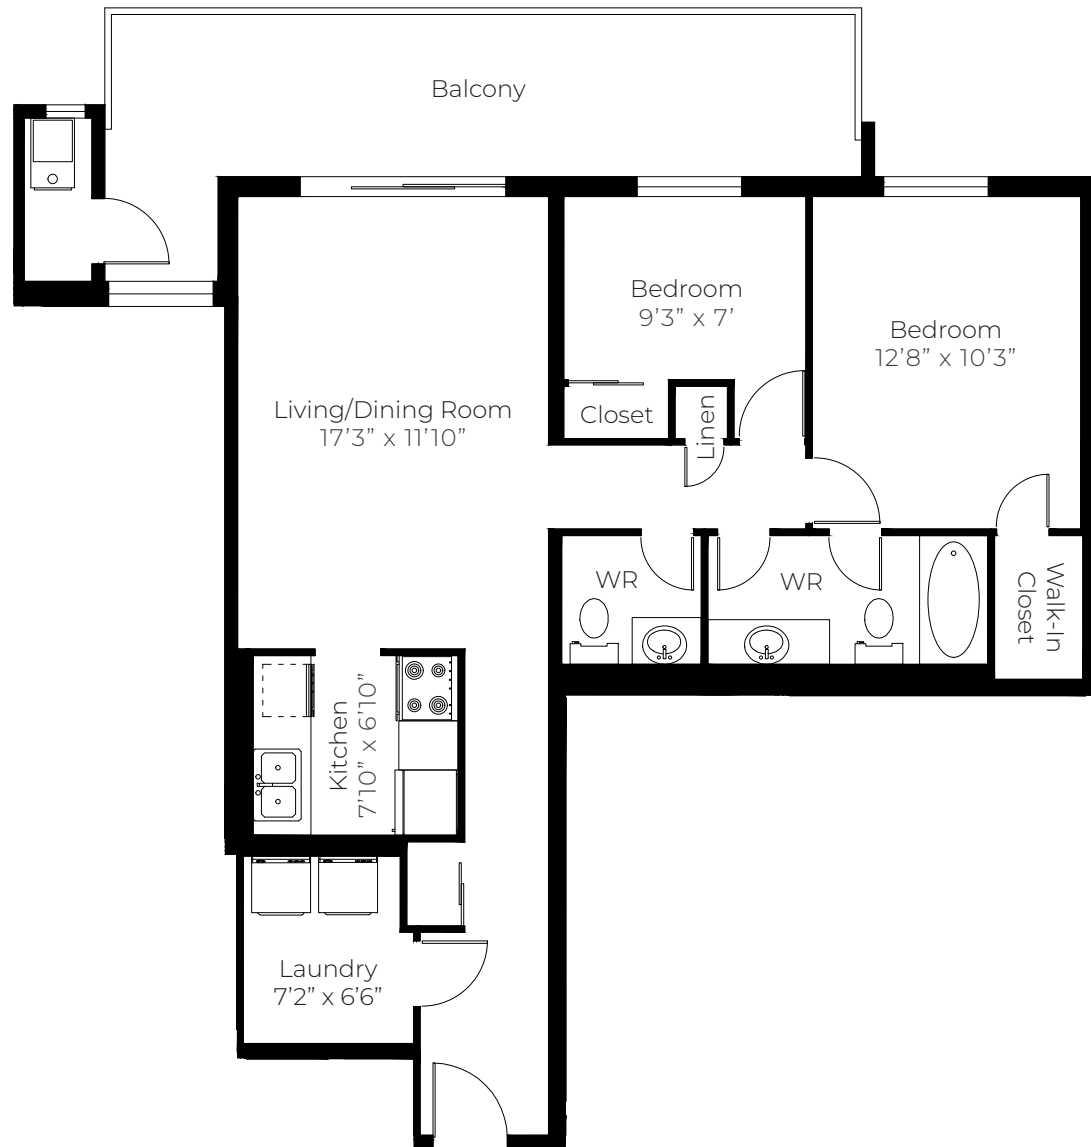 Balcony
Bedroom
9’3” x 7’
Bedroom
12’8” x 10’3”
Living/Dining Room
17’3” x 11’10”
Closet
Linen
WR
WR
Walk-In
Closet
Kitchen
7’10” x 6’10”
Laundry
7’2” x 6’6”